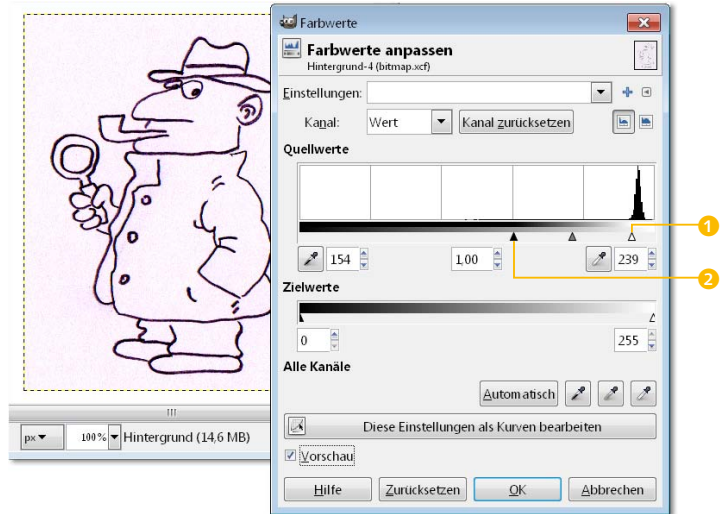 Farbwerte
Farbwerte anpassen
Hintergrund-4 (bitmap.xcf)
Einstellungen:
Kanal: Wert Kanal zurücksetzen
Quellwerte
1
154 1,00 239
2
Zielwerte
0 255
Alle Kanäle
Automatisch
Diese Einstellungen als Kurven bearbeiten
Vorschau
Hilfe Zurücksetzen OK Abbrechen
px 100% Hintergrund (14,6 MB)